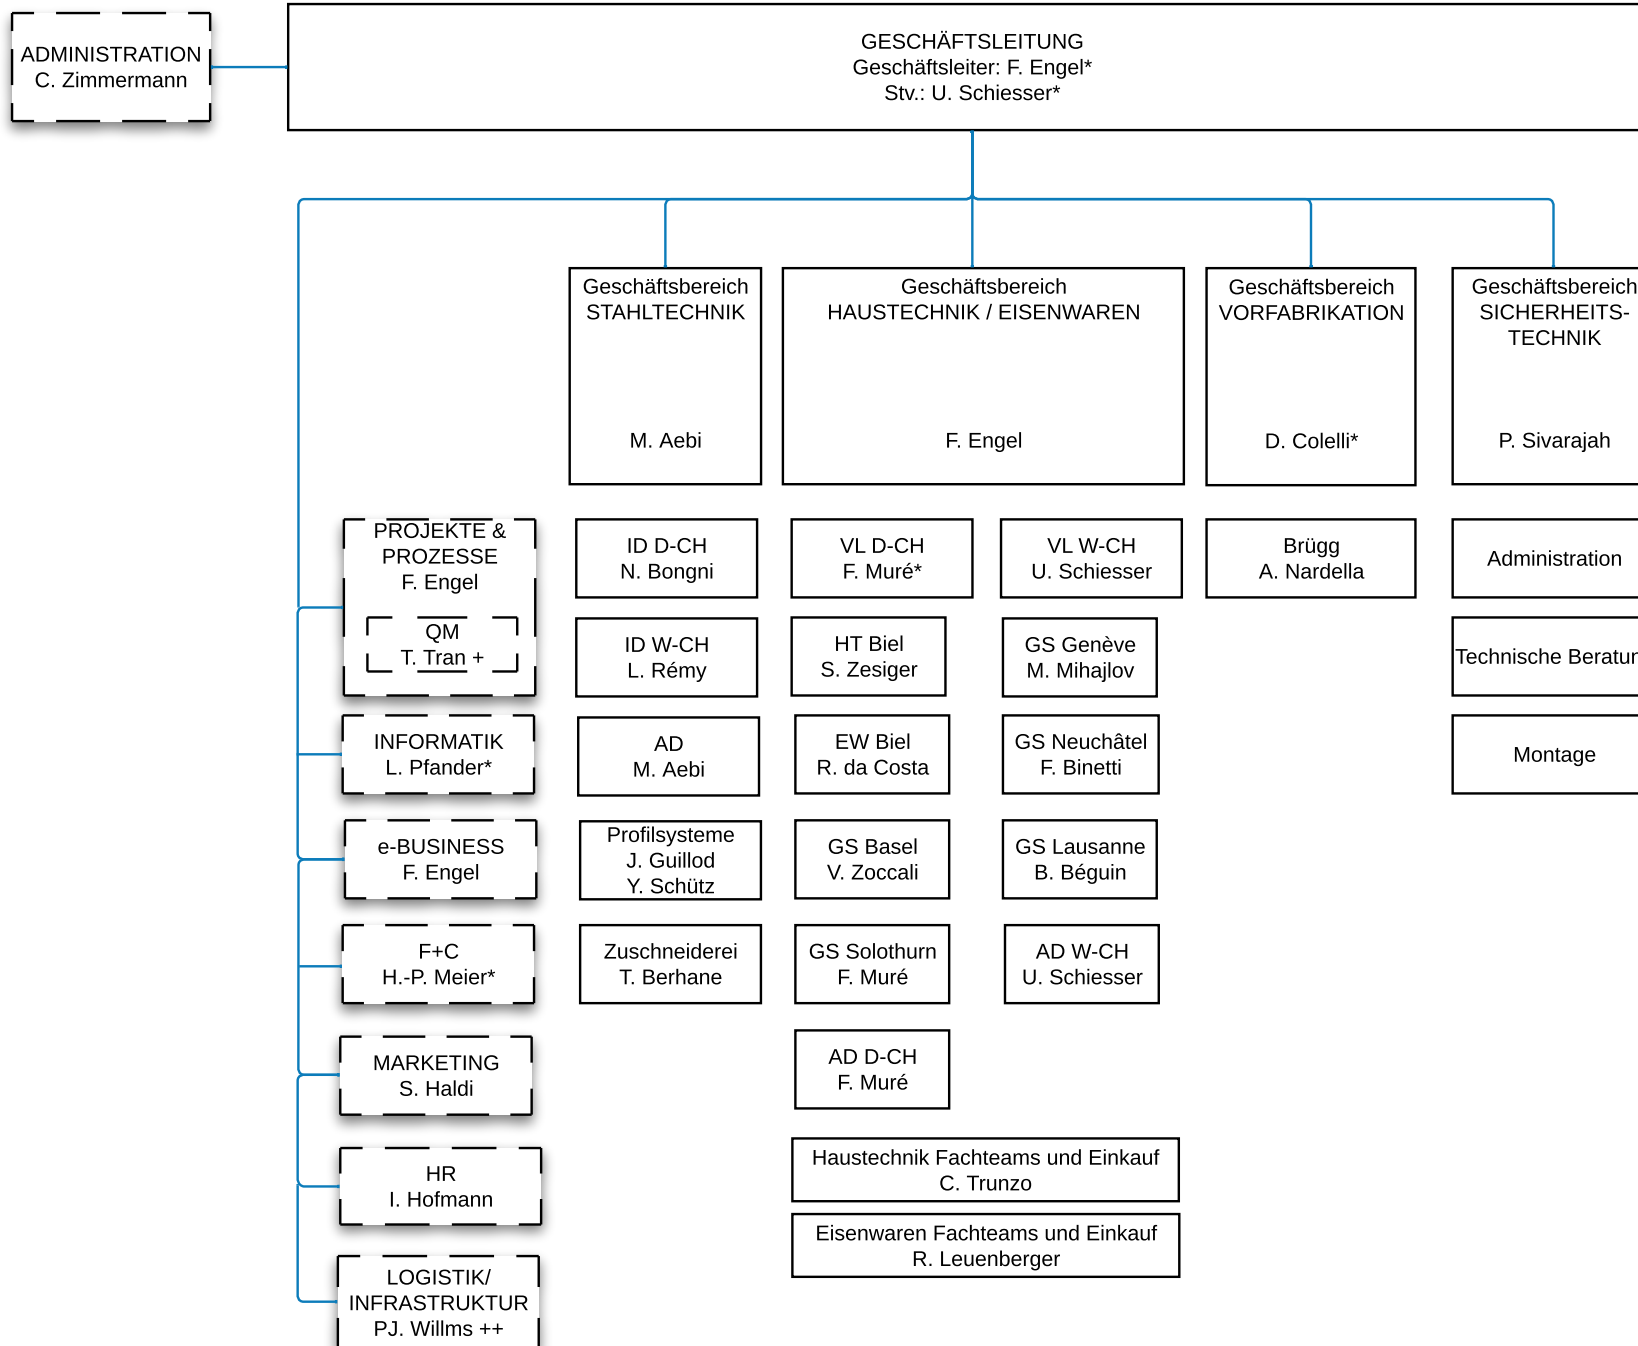 ADMINISTRATION
C. Zimmermann
GESCHÄFTSLEITUNG
Geschäftsleiter: F. Engel*
Stv.: U. Schiesser*
Geschäftsbereich
STAHLTECHNIK
M. Aebi
Geschäftsbereich
HAUSTECHNIK / EISENWAREN
F. Engel
Geschäftsbereich
VORFABRIKATION
D. Colelli*
Geschäftsbereich
SICHERHEITS-
TECHNIK
P. Sivarajah
PROJEKTE &
PROZESSE
F. Engel
QM
T. Tran +
INFORMATIK
L. Pfander*
e-BUSINESS
F. Engel
F+C
H.-P. Meier*
MARKETING
S. Haldi
HR
I. Hofmann
LOGISTIK/
INFRASTRUKTUR
PJ. Willms ++
ID D-CH
N. Bongni
ID W-CH
L. Rémy
AD
M. Aebi
Profilsysteme
J. Guillod
Y. Schütz
Zuschneiderei
T. Berhane
VL D-CH
F. Muré*
HT Biel
S. Zesiger
EW Biel
R. da Costa
GS Basel
V. Zoccali
GS Solothurn
F. Muré
AD D-CH
F. Muré
VL W-CH
U. Schiesser
GS Genève
M. Mihajlov
GS Neuchâtel
F. Binetti
GS Lausanne
B. Béguin
AD W-CH
U. Schiesser
Haustechnik Fachteams und Einkauf
C. Trunzo
Eisenwaren Fachteams und Einkauf
R. Leuenberger
Brügg
A. Nardella
Administration
Technische Beratun
Montage